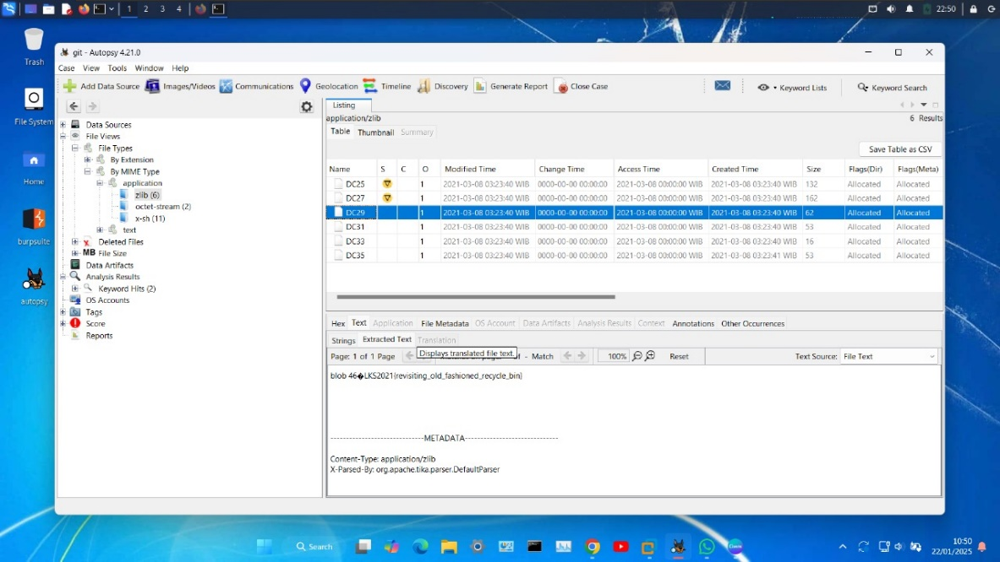 1 2 3 4
22:50
Trash
File System
Home
burpsuite
autopsy
git - Autopsy 4.21.0
Case View Tools Window Help
Add Data Source Images/Videos Communications Geolocation Timeline Discovery Generate Report Close Case Keyword Lists Keyword Search
Data Sources
File Views
File Types
By Extension
By MIME Type
application
zlib (6)
octet-stream (2)
x-sh (11)
text
Deleted Files
MB File Size
Data Artifacts
Analysis Results
Keyword Hits (2)
OS Accounts
Tags
Score
Reports
Listing
application/zlib
6 Results
Table Thumbnail Summary
Save Table as CSV
Name S C O Modified Time Change Time Access Time Created Time Size Flags(Dir) Flags(Meta)
DC25 1 2021-03-08 03:23:40 WIB 0000-00-00 00:00:00 2021-03-08 00:00:00 WIB 2021-03-08 03:23:40 WIB 132 Allocated Allocated
DC27 1 2021-03-08 03:23:40 WIB 0000-00-00 00:00:00 2021-03-08 00:00:00 WIB 2021-03-08 03:23:40 WIB 162 Allocated Allocated
DC29 1 2021-03-08 03:23:40 WIB 0000-00-00 00:00:00 2021-03-08 00:00:00 WIB 2021-03-08 03:23:40 WIB 62 Allocated Allocated
DC31 1 2021-03-08 03:23:40 WIB 0000-00-00 00:00:00 2021-03-08 00:00:00 WIB 2021-03-08 03:23:40 WIB 53 Allocated Allocated
DC33 1 2021-03-08 03:23:40 WIB 0000-00-00 00:00:00 2021-03-08 00:00:00 WIB 2021-03-08 03:23:40 WIB 16 Allocated Allocated
DC35 1 2021-03-08 03:23:40 WIB 0000-00-00 00:00:00 2021-03-08 00:00:00 WIB 2021-03-08 03:23:41 WIB 53 Allocated Allocated
Hex Text Application File Metadata OS Account Data Artifacts Analysis Results Context Annotations Other Occurrences
Strings Extracted Text Translation
Displays translated file text.
Page: 1 of 1 Page - Match 100% Reset Text Source: File Text
blob 46�LKS2021{revisiting_old_fashioned_recycle_bin}
------------------------------METADATA------------------------------
Content-Type: application/zlib
X-Parsed-By: org.apache.tika.parser.DefaultParser
Search
10:50
22/01/2025